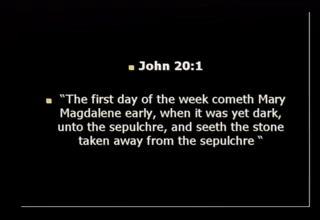 John 20:1
"The first day of the week cometh Mary
Magdalene early, when it was yet dark,
unto the sepulchre, and seeth the stone
taken away from the sepulchre "